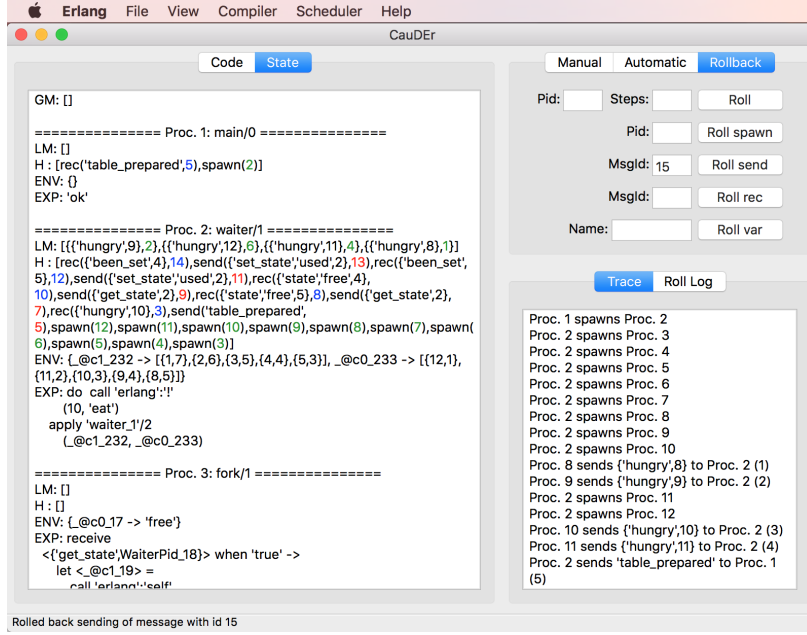 Erlang File View Compiler Scheduler Help
CauDEr
Code State
GM: []
=============== Proc. 1: main/0 ===============
LM: []
H : [rec('table_prepared',5),spawn(2)]
ENV: {}
EXP: 'ok'
=============== Proc. 2: waiter/1 ===============
LM: [{{'hungry',9},2},{{'hungry',12},6},{{'hungry',11},4},{{'hungry',8},1}]
H : [rec({'been_set',4},14),send({'set_state','used',2},13),rec({'been_set',
5},12),send({'set_state','used',2},11),rec({'state','free',4},
10),send({'get_state',2},9),rec({'state','free',5},8),send({'get_state',2},
7),rec({'hungry',10},3),send('table_prepared',
5),spawn(12),spawn(11),spawn(10),spawn(9),spawn(8),spawn(7),spawn(
6),spawn(5),spawn(4),spawn(3)]
ENV: {_@c1_232 -> [{1,7},{2,6},{3,5},{4,4},{5,3}], _@c0_233 -> [{12,1},
{11,2},{10,3},{9,4},{8,5}]}
EXP: do  call 'erlang':'!'
(10, 'eat')
apply 'waiter_1'/2
(_@c1_232, _@c0_233)
=============== Proc. 3: fork/1 ===============
LM: []
H : []
ENV: {_@c0_17 -> 'free'}
EXP: receive
<{'get_state',WaiterPid_18}> when 'true' ->
let <_@c1_19> =
call 'erlang':'self'
Manual Automatic Rollback
Pid: Steps: Roll
Pid: Roll spawn
MsgId: 15 Roll send
MsgId: Roll rec
Name: Roll var
Trace Roll Log
Proc. 1 spawns Proc. 2
Proc. 2 spawns Proc. 3
Proc. 2 spawns Proc. 4
Proc. 2 spawns Proc. 5
Proc. 2 spawns Proc. 6
Proc. 2 spawns Proc. 7
Proc. 2 spawns Proc. 8
Proc. 2 spawns Proc. 9
Proc. 2 spawns Proc. 10
Proc. 8 sends {'hungry',8} to Proc. 2 (1)
Proc. 9 sends {'hungry',9} to Proc. 2 (2)
Proc. 2 spawns Proc. 11
Proc. 2 spawns Proc. 12
Proc. 10 sends {'hungry',10} to Proc. 2 (3)
Proc. 11 sends {'hungry',11} to Proc. 2 (4)
Proc. 2 sends 'table_prepared' to Proc. 1
(5)
Rolled back sending of message with id 15